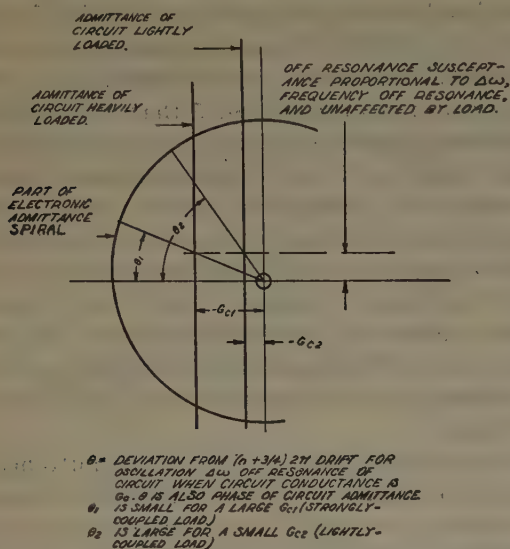 ADMITTANCE OF
CIRCUIT LIGHTLY
LOADED.
OFF RESONANCE SUSCEPT-
ANCE PROPORTIONAL TO Δω,
FREQUENCY OFF RESONANCE,
AND UNAFFECTED BY LOAD.
ADMITTANCE OF
CIRCUIT HEAVILY
LOADED.
PART OF
ELECTRONIC
ADMITTANCE
SPIRAL
θ₂
θ₁
-Gc1
-Gc2
θ = DEVIATION FROM (n + 3/4) 2π DRIFT FOR
OSCILLATION Δω OFF RESONANCE OF
CIRCUIT WHEN CIRCUIT CONDUCTANCE IS
Gc. θ IS ALSO PHASE OF CIRCUIT ADMITTANCE
θ₁ IS SMALL FOR A LARGE Gc1 (STRONGLY-
COUPLED LOAD)
θ₂ IS LARGE FOR A SMALL Gc2 (LIGHTLY-
COUPLED LOAD)